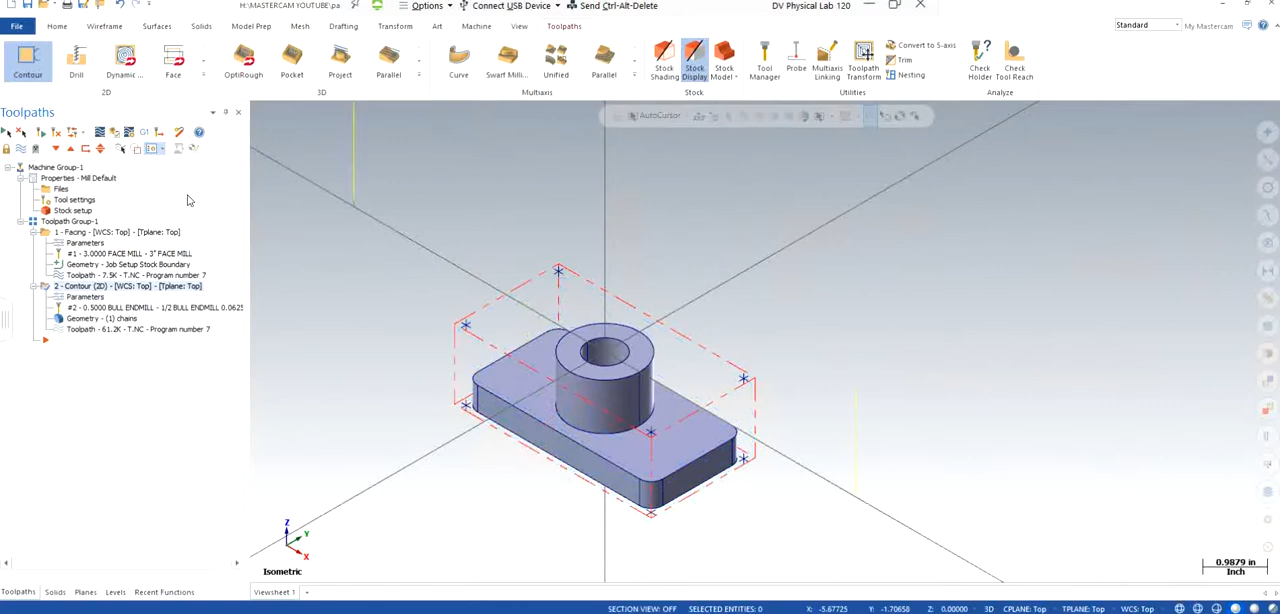 H:\MASTERCAM YOUTUBE\pa
Options
Connect USB Device
Send Ctrl-Alt-Delete
DV Physical Lab 120
File
Home
Wireframe
Surfaces
Solids
Model Prep
Mesh
Drafting
Transform
Art
Machine
View
Toolpaths
Standard
My Mastercam
Contour
Drill
Dynamic ...
Face
OptiRough
Pocket
Project
Parallel
Curve
Swarf Milli...
Unified
Parallel
Stock Shading
Stock Display
Stock Model
Tool Manager
Probe
Multiaxis Linking
Toolpath Transform
Convert to 5-axis
Trim
Nesting
Check Holder
Check Tool Reach
2D
3D
Multiaxis
Stock
Utilities
Analyze
Toolpaths
AutoCursor
G1
Machine Group-1
Properties - Mill Default
Files
Tool settings
Stock setup
Toolpath Group-1
1 - Facing - [WCS: Top] - [Tplane: Top]
Parameters
#1 - 3.0000 FACE MILL - 3" FACE MILL
Geometry - Job Setup Stock Boundary
Toolpath - 7.5K - T.NC - Program number 7
2 - Contour (2D) - [WCS: Top] - [Tplane: Top]
Parameters
#2 - 0.5000 BULL ENDMILL - 1/2 BULL ENDMILL 0.0625
Geometry - (1) chains
Toolpath - 61.2K - T.NC - Program number 7
Z
Y
X
Isometric
0.9879 in
Inch
Toolpaths
Solids
Planes
Levels
Recent Functions
Viewsheet 1
SECTION VIEW: OFF
SELECTED ENTITIES: 0
X: -5.67725
Y: -1.70658
Z: 0.00000
3D
CPLANE: Top
TPLANE: Top
WCS: Top